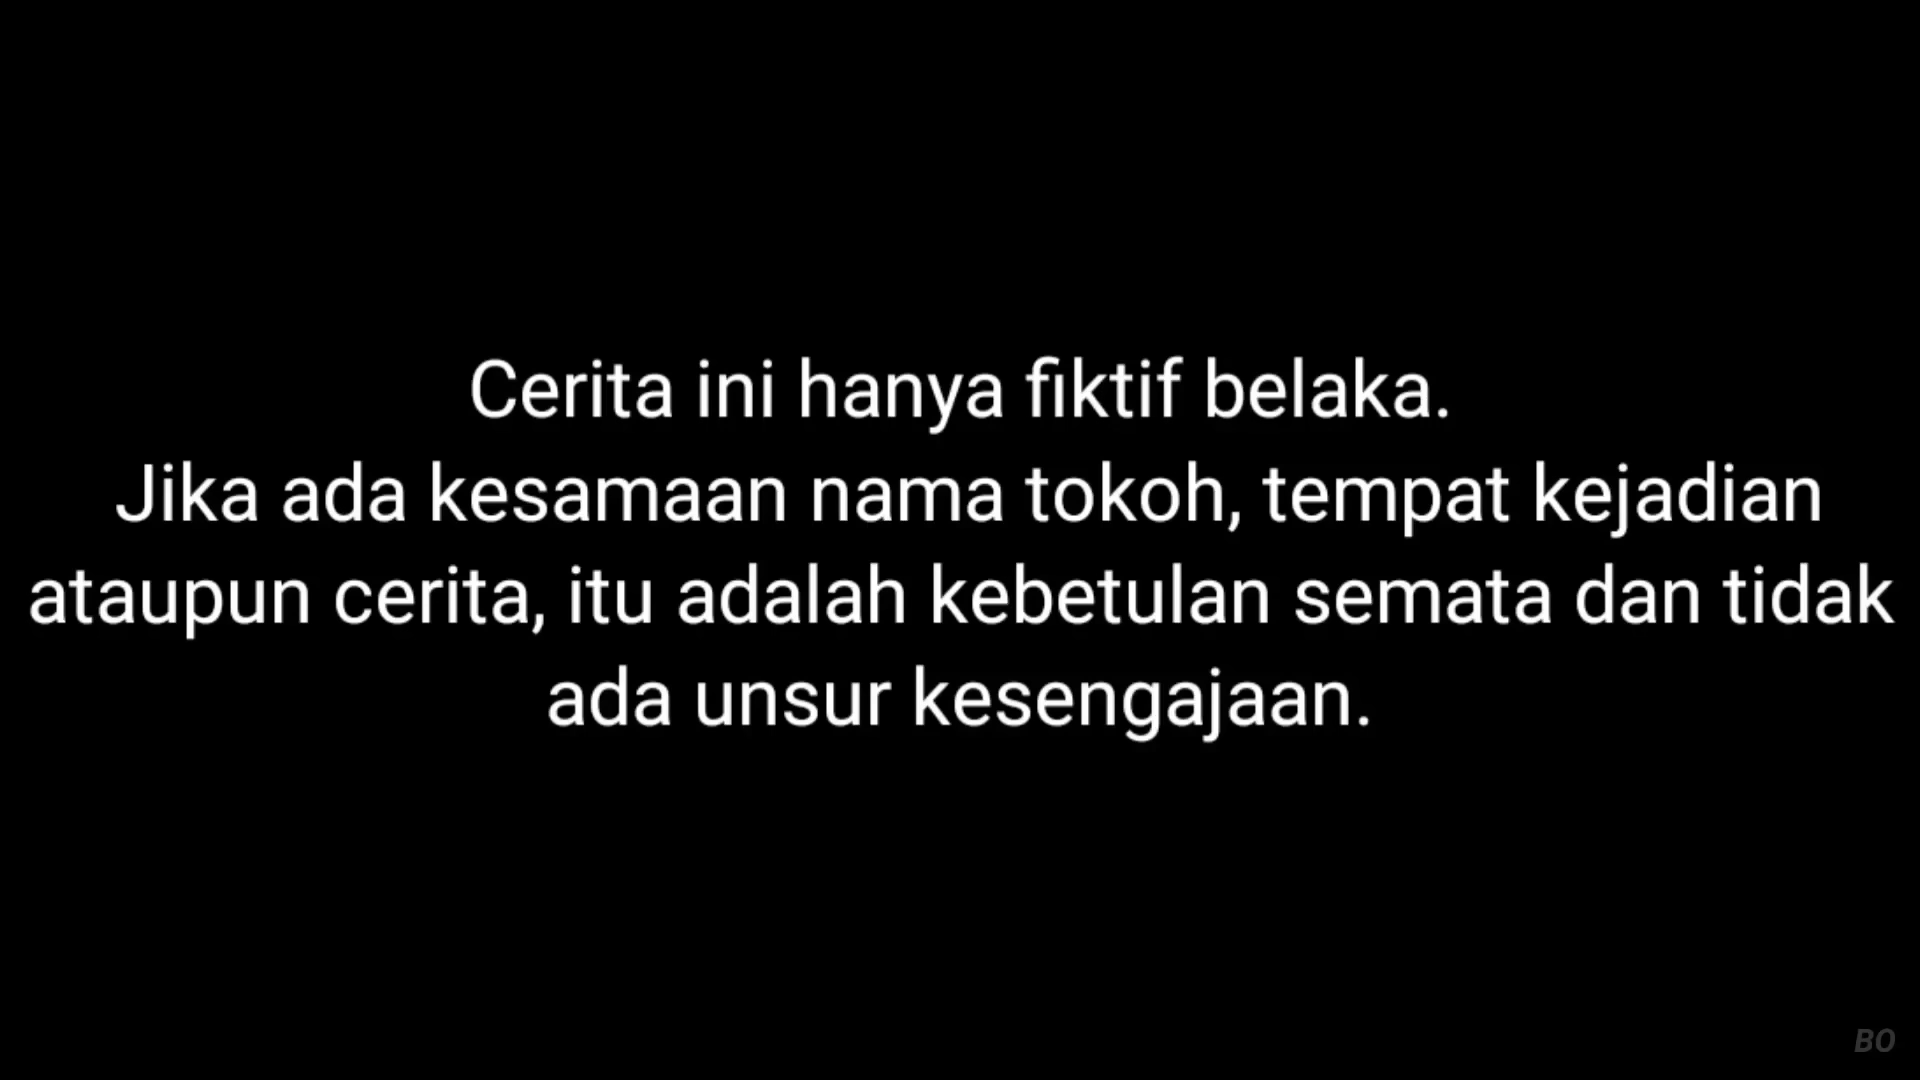 Cerita ini hanya fiktif belaka.
Jika ada kesamaan nama tokoh, tempat kejadian
ataupun cerita, itu adalah kebetulan semata dan tidak
ada unsur kesengajaan.
BO